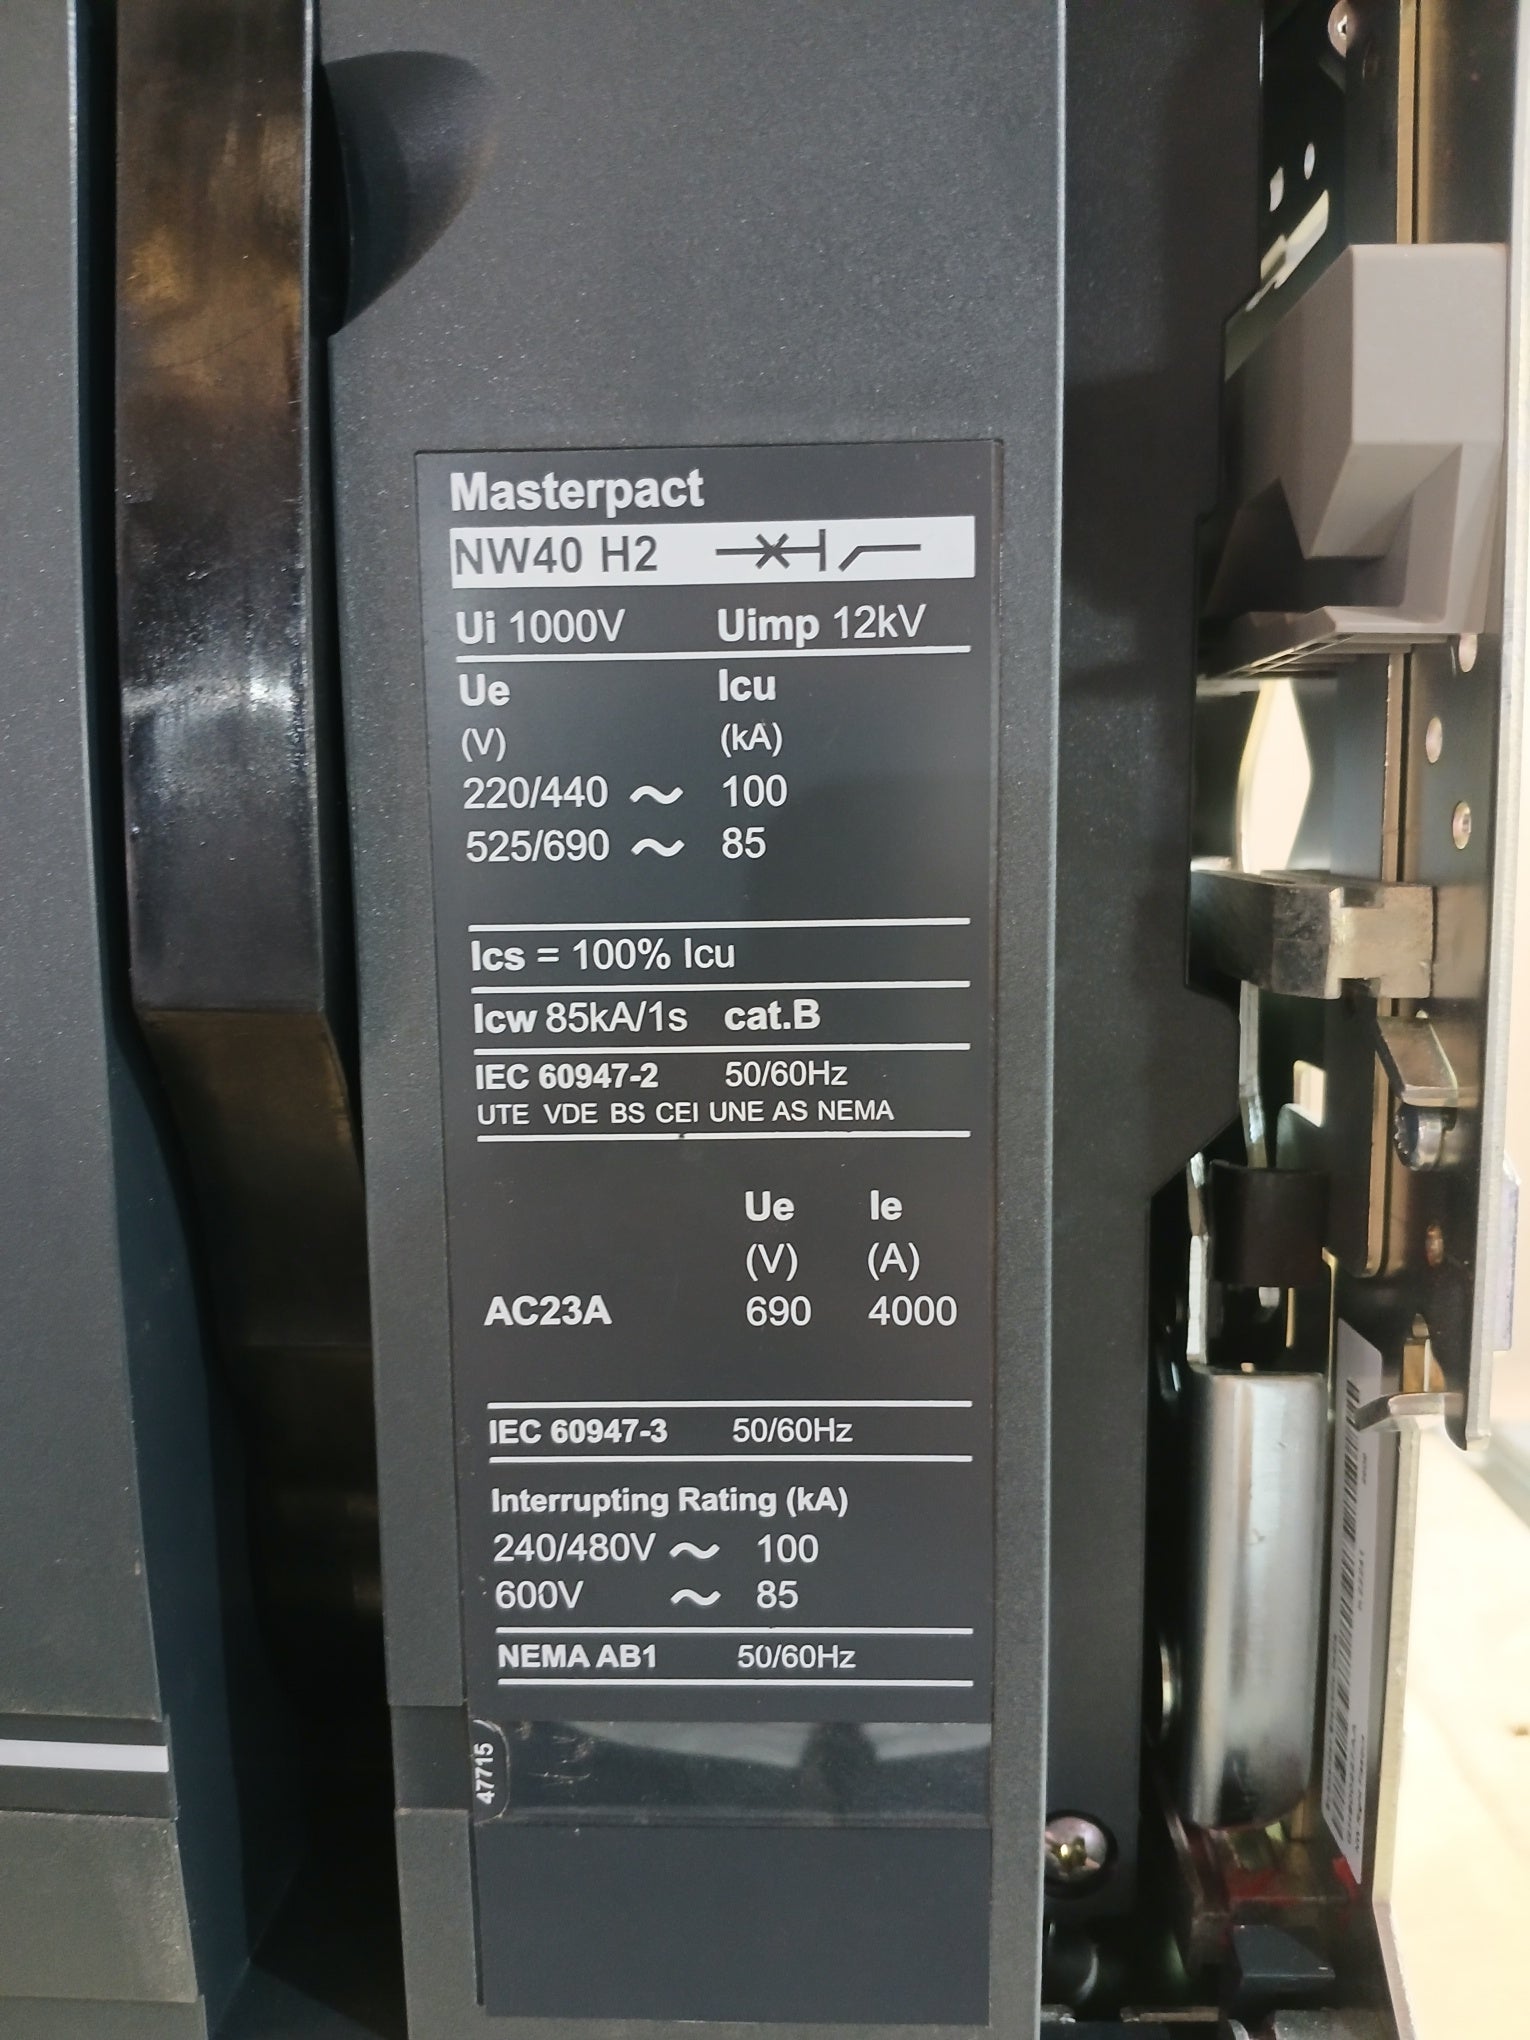 Masterpact
NW40 H2
Ui 1000V Uimp 12kV
Ue Icu
(V) (kA)
220/440 ~ 100
525/690 ~ 85
Ics = 100% Icu
Icw 85kA/1s cat.B
IEC 60947-2 50/60Hz
UTE VDE BS CEI UNE AS NEMA
Ue Ie
(V) (A)
AC23A 690 4000
IEC 60947-3 50/60Hz
Interrupting Rating (kA)
240/480V ~ 100
600V ~ 85
NEMA AB1 50/60Hz
47715